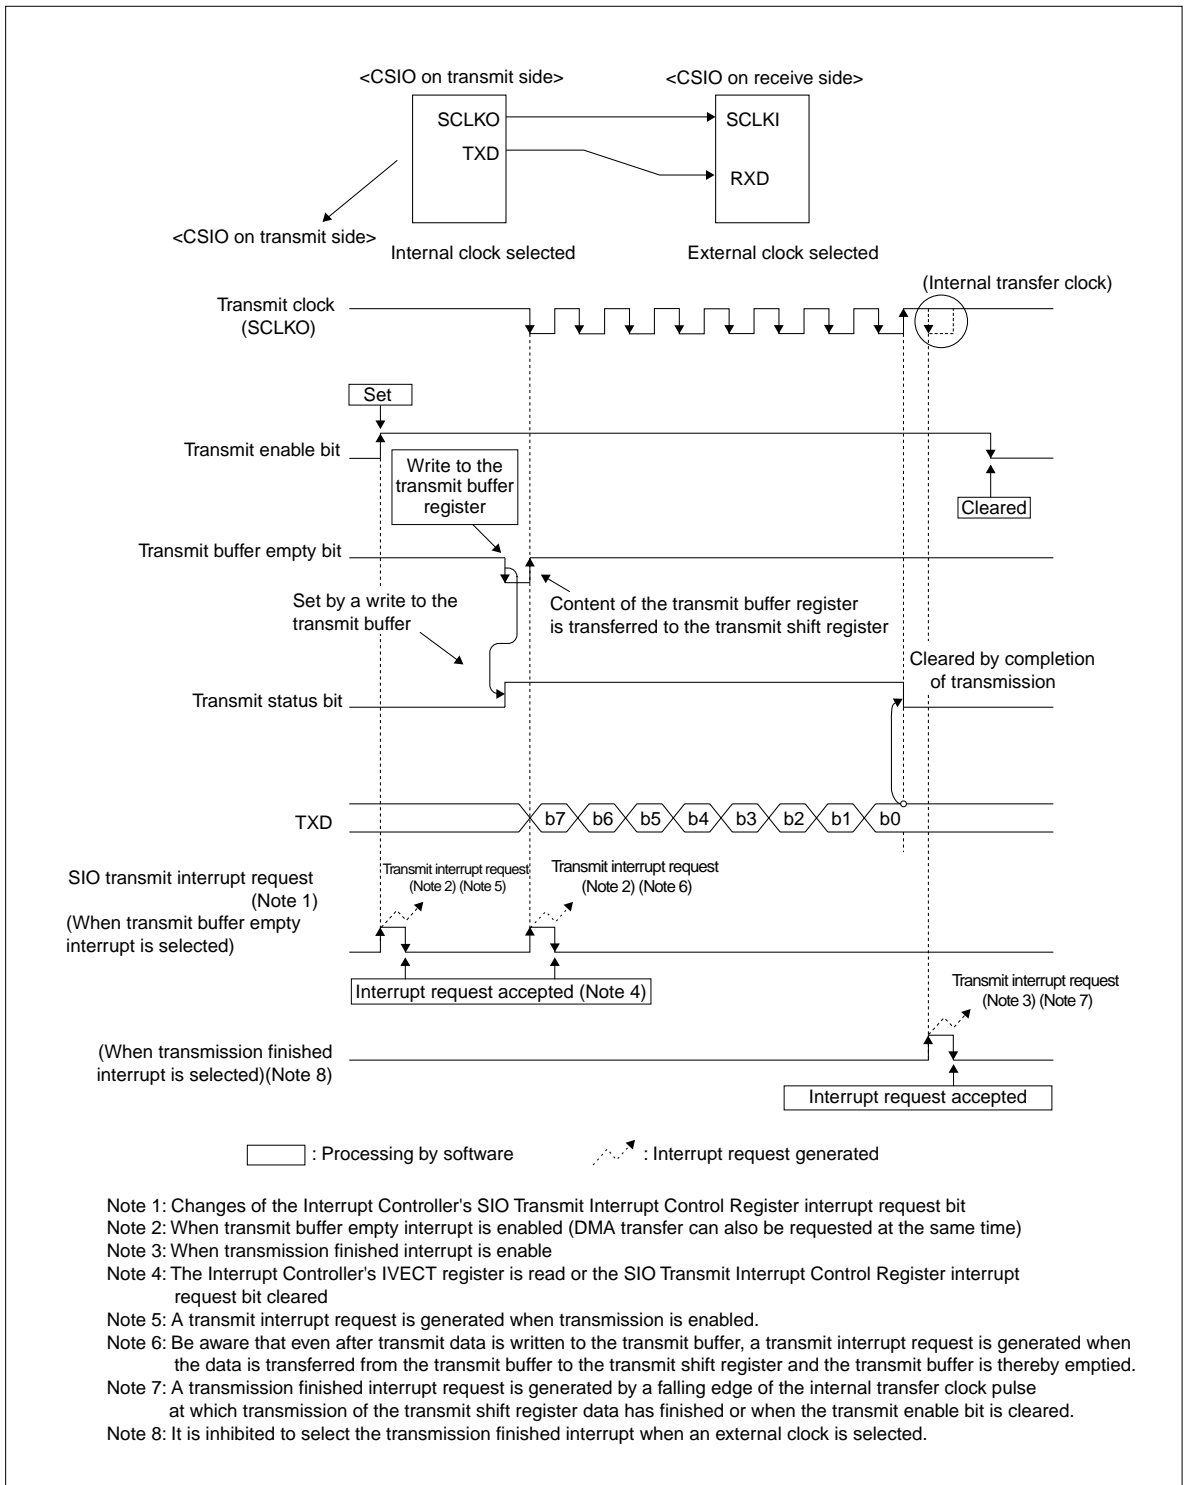 <CSIO on transmit side>
<CSIO on receive side>
SCLKO
SCLKI
TXD
RXD
<CSIO on transmit side>
Internal clock selected
External clock selected
(Internal transfer clock)
Transmit clock
(SCLKO)
Set
Transmit enable bit
Write to the
transmit buffer
register
Cleared
Transmit buffer empty bit
Set by a write to the
transmit buffer
Content of the transmit buffer register
is transferred to the transmit shift register
Cleared by completion
of transmission
Transmit status bit
TXD
b7
b6
b5
b4
b3
b2
b1
b0
SIO transmit interrupt request
(Note 1)
(When transmit buffer empty
interrupt is selected)
Transmit interrupt request
(Note 2) (Note 5)
Transmit interrupt request
(Note 2) (Note 6)
Interrupt request accepted (Note 4)
Transmit interrupt request
(Note 3) (Note 7)
(When transmission finished
interrupt is selected)(Note 8)
Interrupt request accepted
: Processing by software
: Interrupt request generated
Note 1: Changes of the Interrupt Controller's SIO Transmit Interrupt Control Register interrupt request bit
Note 2: When transmit buffer empty interrupt is enabled (DMA transfer can also be requested at the same time)
Note 3: When transmission finished interrupt is enable
Note 4: The Interrupt Controller's IVECT register is read or the SIO Transmit Interrupt Control Register interrupt
request bit cleared
Note 5: A transmit interrupt request is generated when transmission is enabled.
Note 6: Be aware that even after transmit data is written to the transmit buffer, a transmit interrupt request is generated when
the data is transferred from the transmit buffer to the transmit shift register and the transmit buffer is thereby emptied.
Note 7: A transmission finished interrupt request is generated by a falling edge of the internal transfer clock pulse
at which transmission of the transmit shift register data has finished or when the transmit enable bit is cleared.
Note 8: It is inhibited to select the transmission finished interrupt when an external clock is selected.